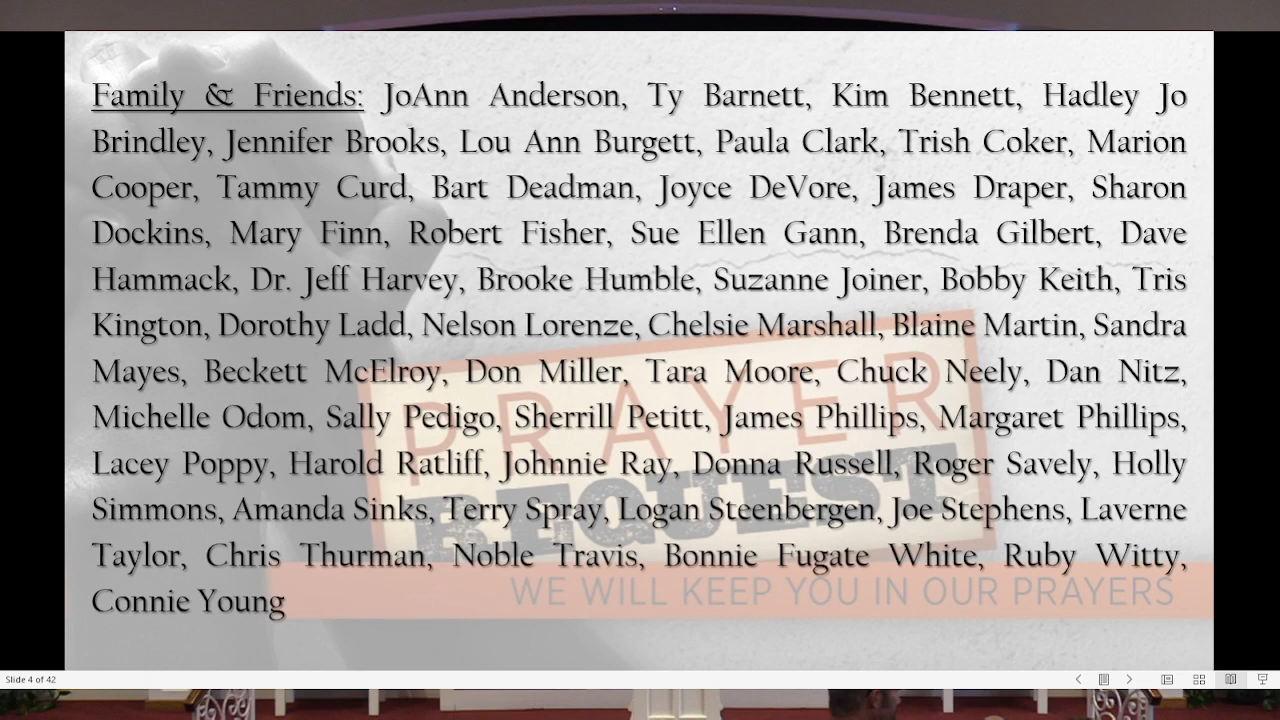 Family & Friends: JoAnn Anderson, Ty Barnett, Kim Bennett, Hadley Jo
Brindley, Jennifer Brooks, Lou Ann Burgett, Paula Clark, Trish Coker, Marion
Cooper, Tammy Curd, Bart Deadman, Joyce DeVore, James Draper, Sharon
Dockins, Mary Finn, Robert Fisher, Sue Ellen Gann, Brenda Gilbert, Dave
Hammack, Dr. Jeff Harvey, Brooke Humble, Suzanne Joiner, Bobby Keith, Tris
Kington, Dorothy Ladd, Nelson Lorenze, Chelsie Marshall, Blaine Martin, Sandra
Mayes, Beckett McElroy, Don Miller, Tara Moore, Chuck Neely, Dan Nitz,
Michelle Odom, Sally Pedigo, Sherrill Petitt, James Phillips, Margaret Phillips,
Lacey Poppy, Harold Ratliff, Johnnie Ray, Donna Russell, Roger Savely, Holly
Simmons, Amanda Sinks, Terry Spray, Logan Steenbergen, Joe Stephens, Laverne
Taylor, Chris Thurman, Noble Travis, Bonnie Fugate White, Ruby Witty,
Connie Young
PRAYER
REQUEST
WE WILL KEEP YOU IN OUR PRAYERS
Slide 4 of 42